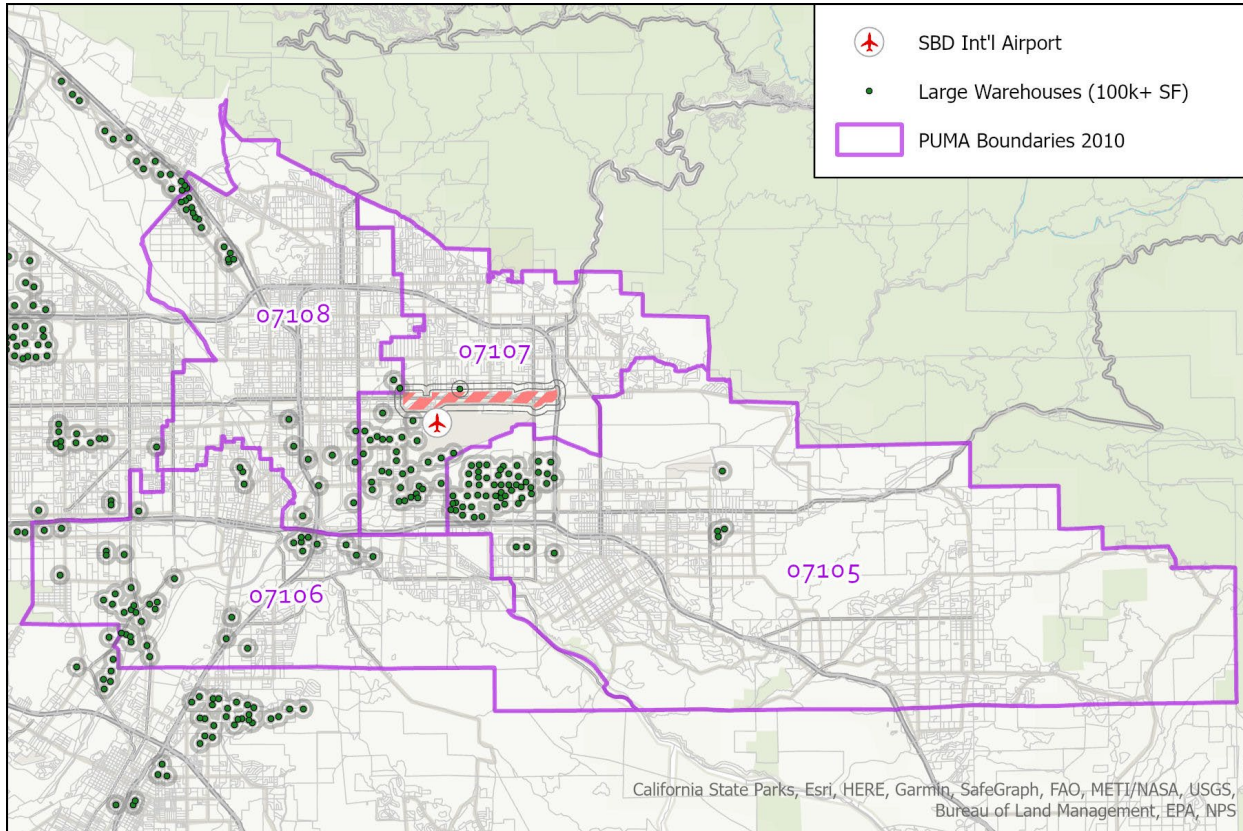 SBD Int'l Airport
Large Warehouses (100k+ SF)
PUMA Boundaries 2010
07108
07107
07105
07106
California State Parks, Esri, HERE, Garmin, SafeGraph, FAO, METI/NASA, USGS,
Bureau of Land Management, EPA, NPS